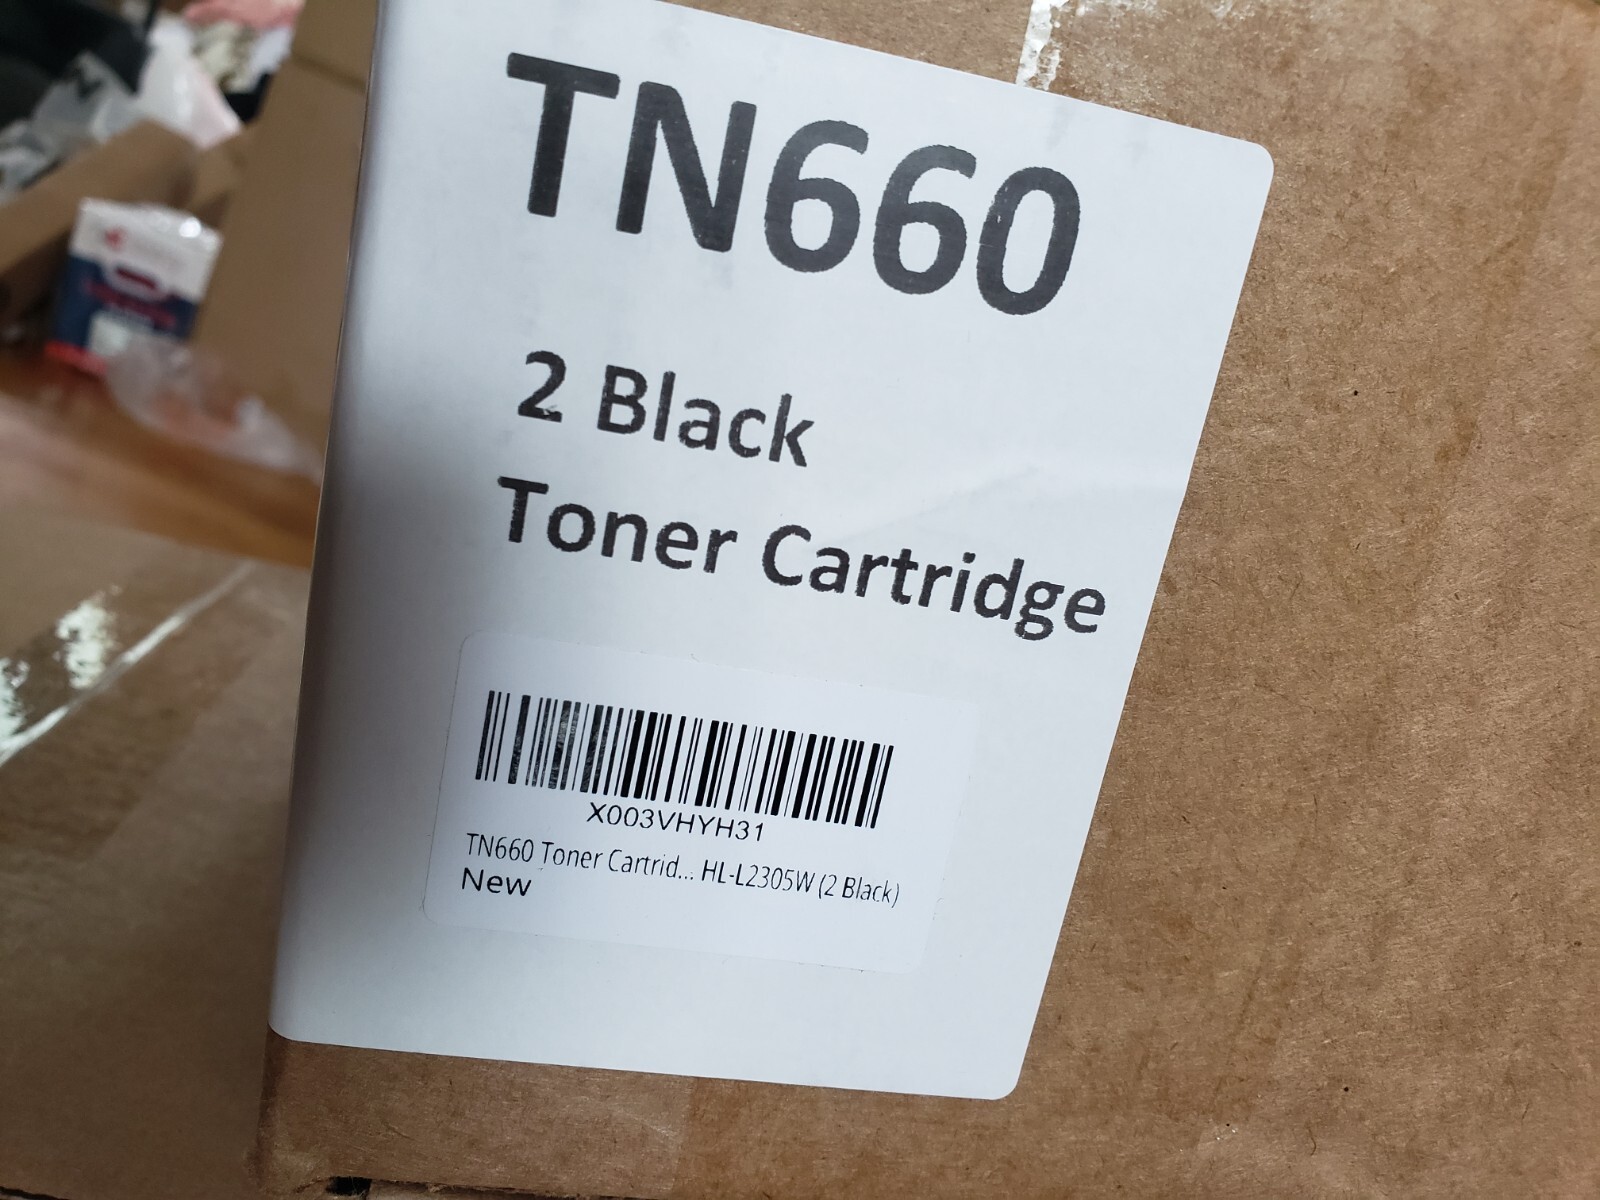 TN660
2 Black
Toner Cartridge
X003VHYH31
TN660 Toner Cartrid... HL-L2305W (2 Black)
New